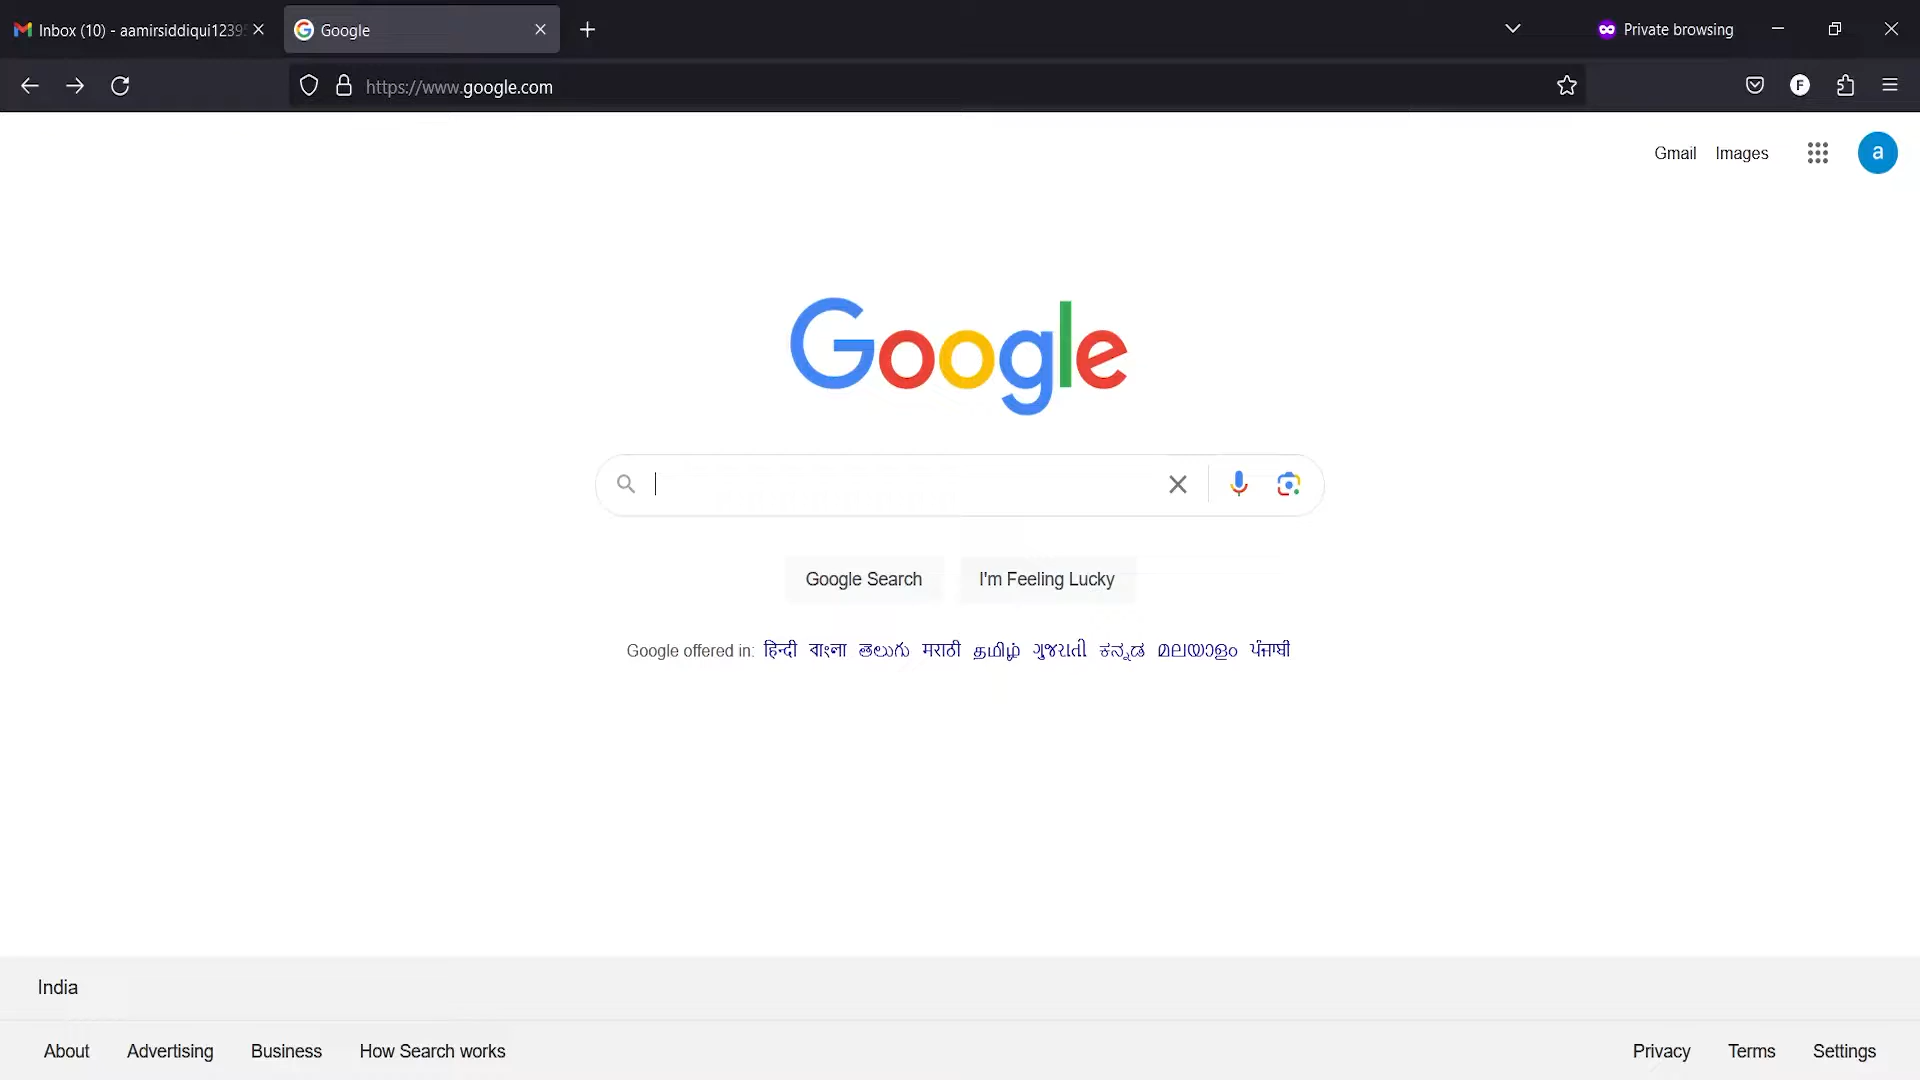 Inbox (10) - aamirsiddiqui1239
Google
Private browsing
https://www.google.com
F
Gmail Images
a
Google
Google Search I'm Feeling Lucky
Google offered in: हिन्दी বাংলা తెలుగు मराठी தமிழ் ગુજરાતી ಕನ್ನಡ മലയാളം ਪੰਜਾਬੀ
India
About Advertising Business How Search works Privacy Terms Settings